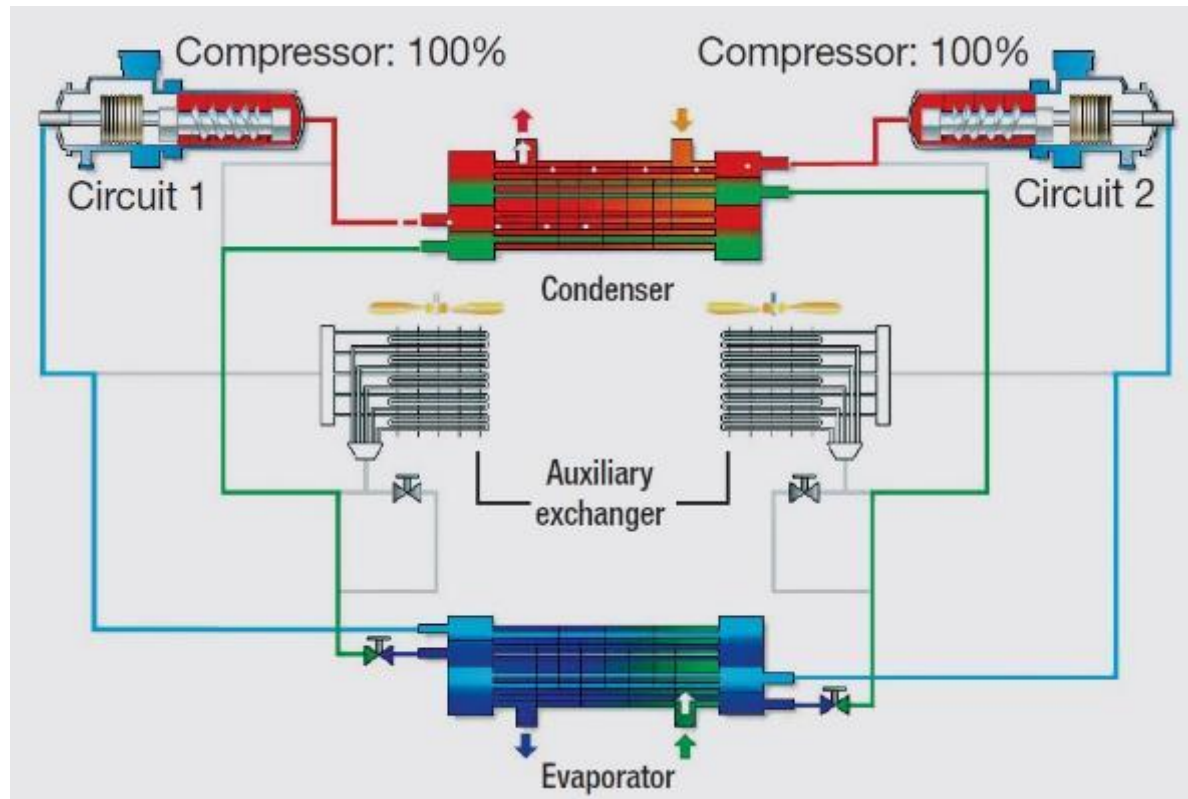 Compressor: 100%
Compressor: 100%
Circuit 1
Circuit 2
Condenser
Auxiliary
exchanger
Evaporator